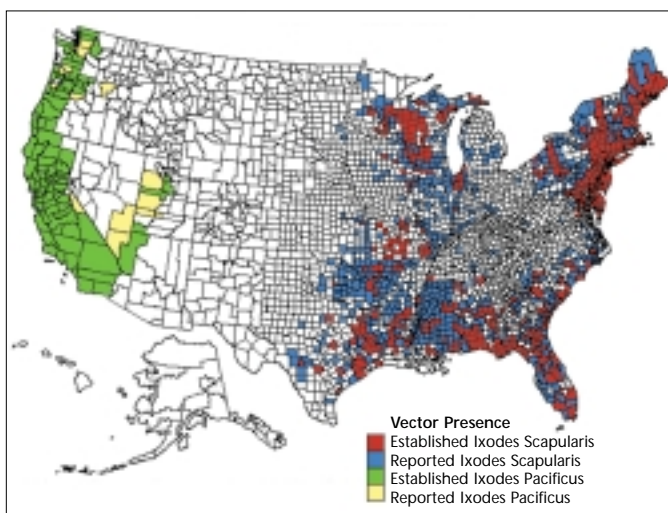 Vector Presence
Established Ixodes Scapularis
Reported Ixodes Scapularis
Established Ixodes Pacificus
Reported Ixodes Pacificus